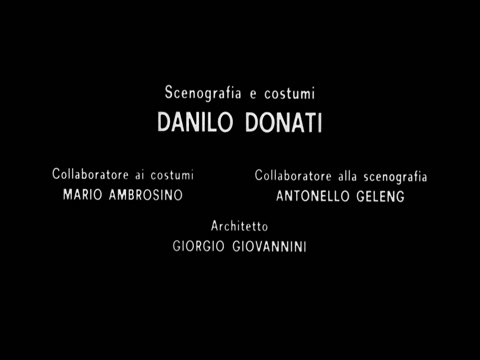 Scenografia e costumi
DANILO DONATI
Collaboratore ai costumi
MARIO AMBROSINO
Collaboratore alla scenografia
ANTONELLO GELENG
Architetto
GIORGIO GIOVANNINI